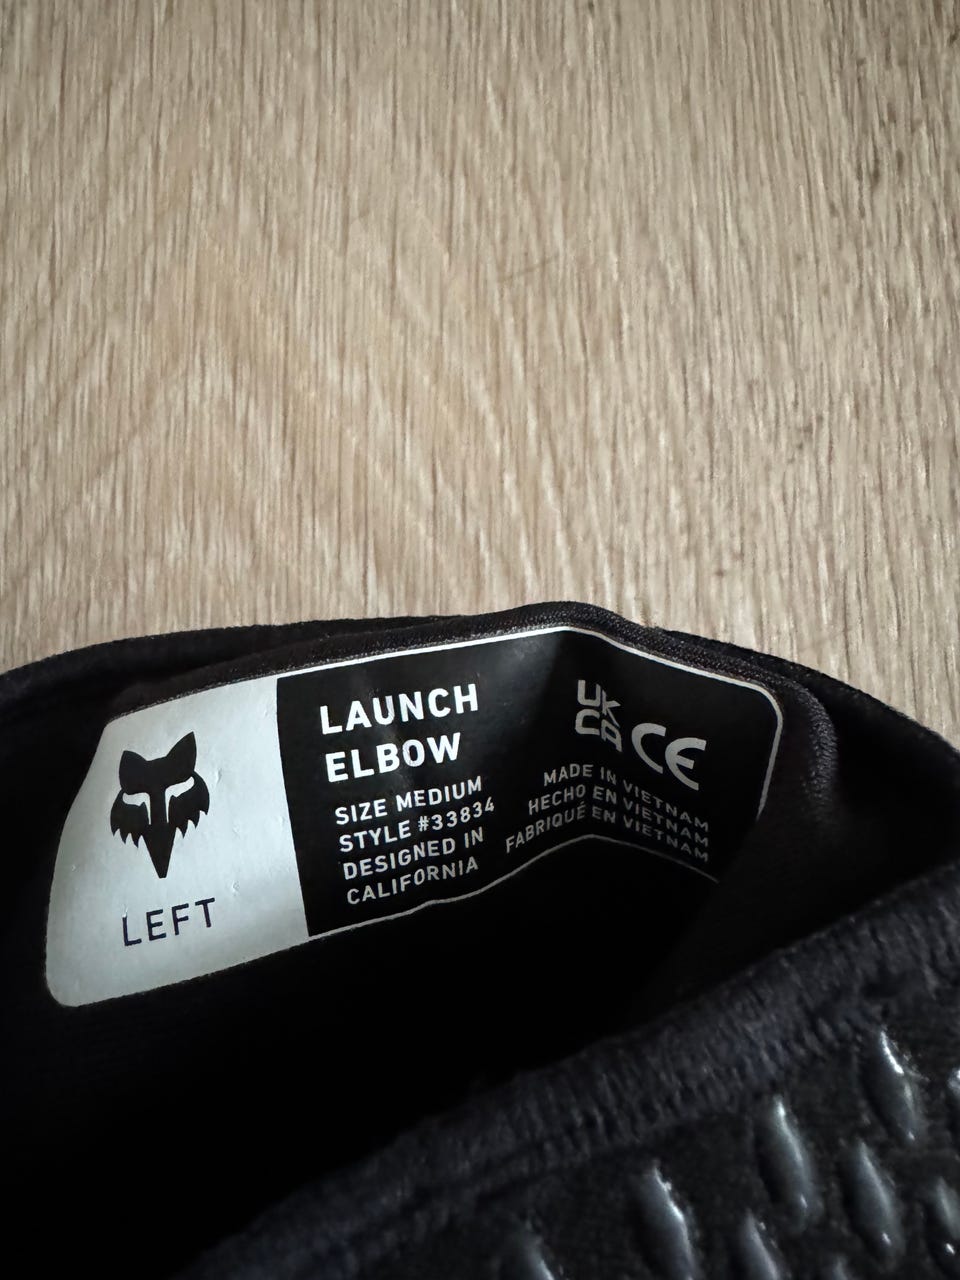 LEFT
LAUNCH
ELBOW
SIZE MEDIUM
STYLE #33834
DESIGNED IN
CALIFORNIA
UK
CA CE
MADE IN VIETNAM
HECHO EN VIETNAM
FABRIQUÉ EN VIETNAM